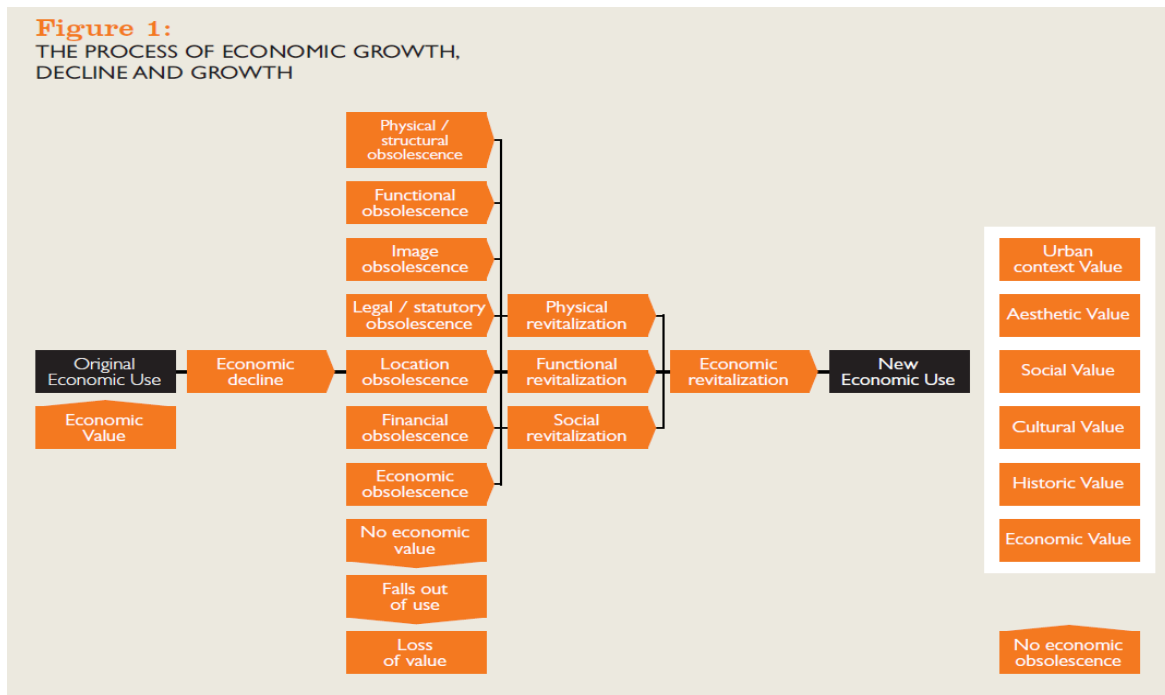 Figure 1:
THE PROCESS OF ECONOMIC GROWTH,
DECLINE AND GROWTH
Original
Economic Use
Economic
Value
Economic
decline
Physical /
structural
obsolescence
Functional
obsolescence
Image
obsolescence
Legal / statutory
obsolescence
Location
obsolescence
Financial
obsolescence
Economic
obsolescence
No economic
value
Falls out
of use
Loss
of value
Physical
revitalization
Functional
revitalization
Social
revitalization
Economic
revitalization
New
Economic Use
Urban
context Value
Aesthetic Value
Social Value
Cultural Value
Historic Value
Economic Value
No economic
obsolescence